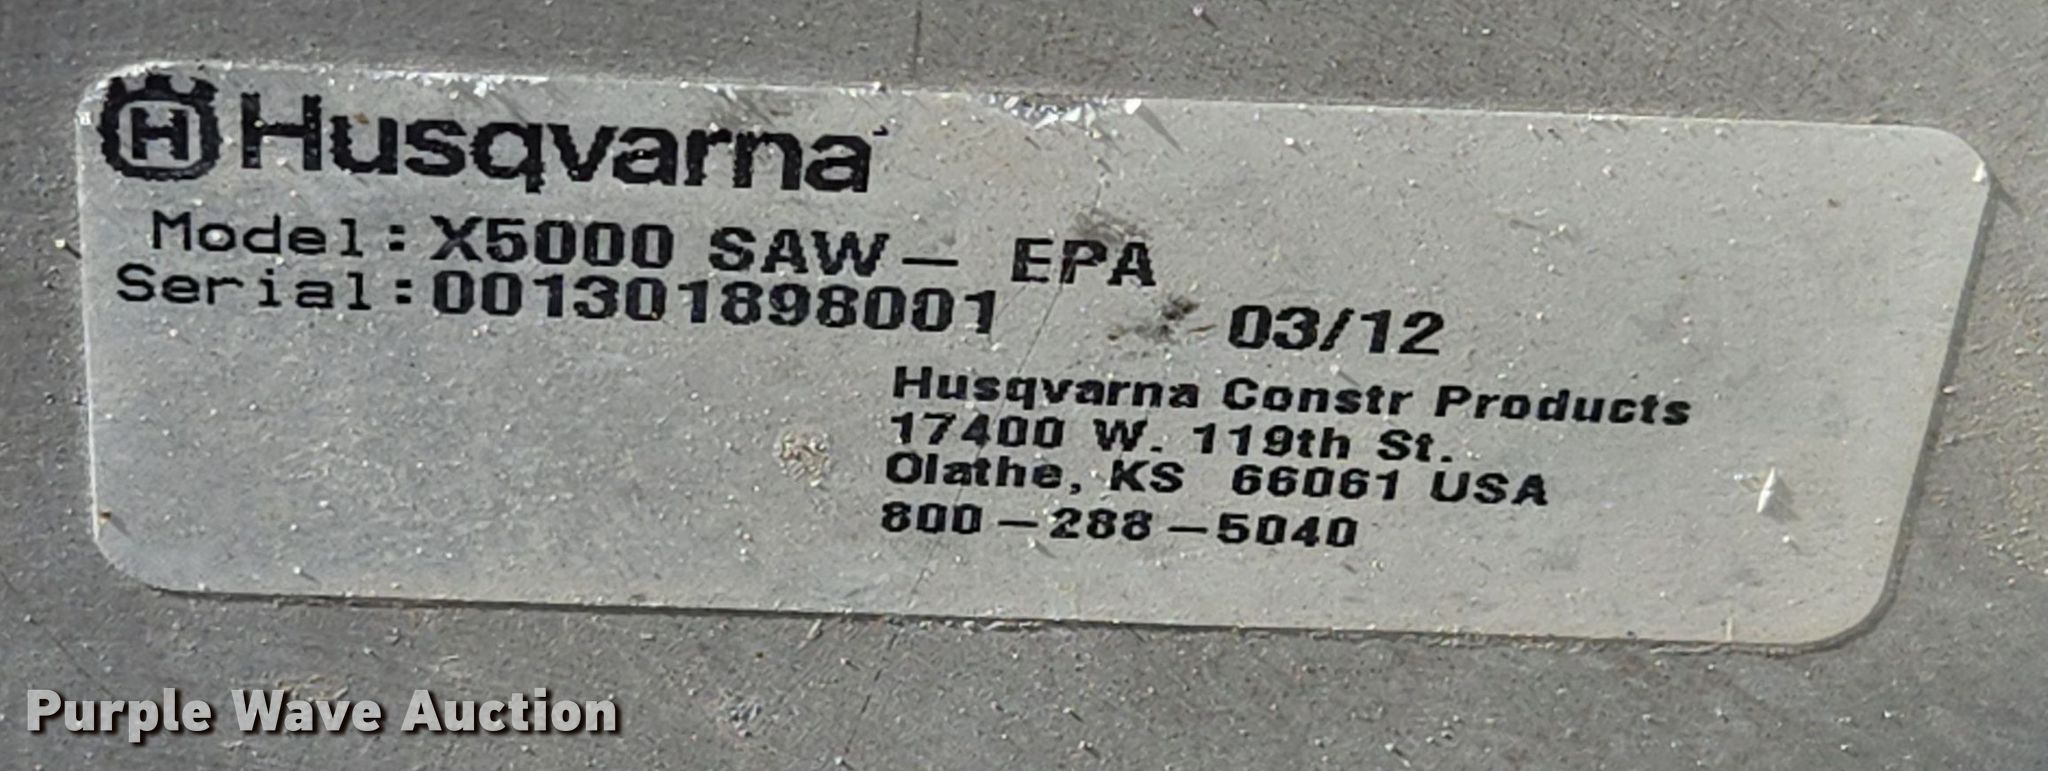 H Husqvarna
Model: X5000 SAW- EPA
Serial: 001301898001
03/12
Husqvarna Constr Products
17400 W. 119th St.
Olathe, KS 66061 USA
800-288-5040
Purple Wave Auction